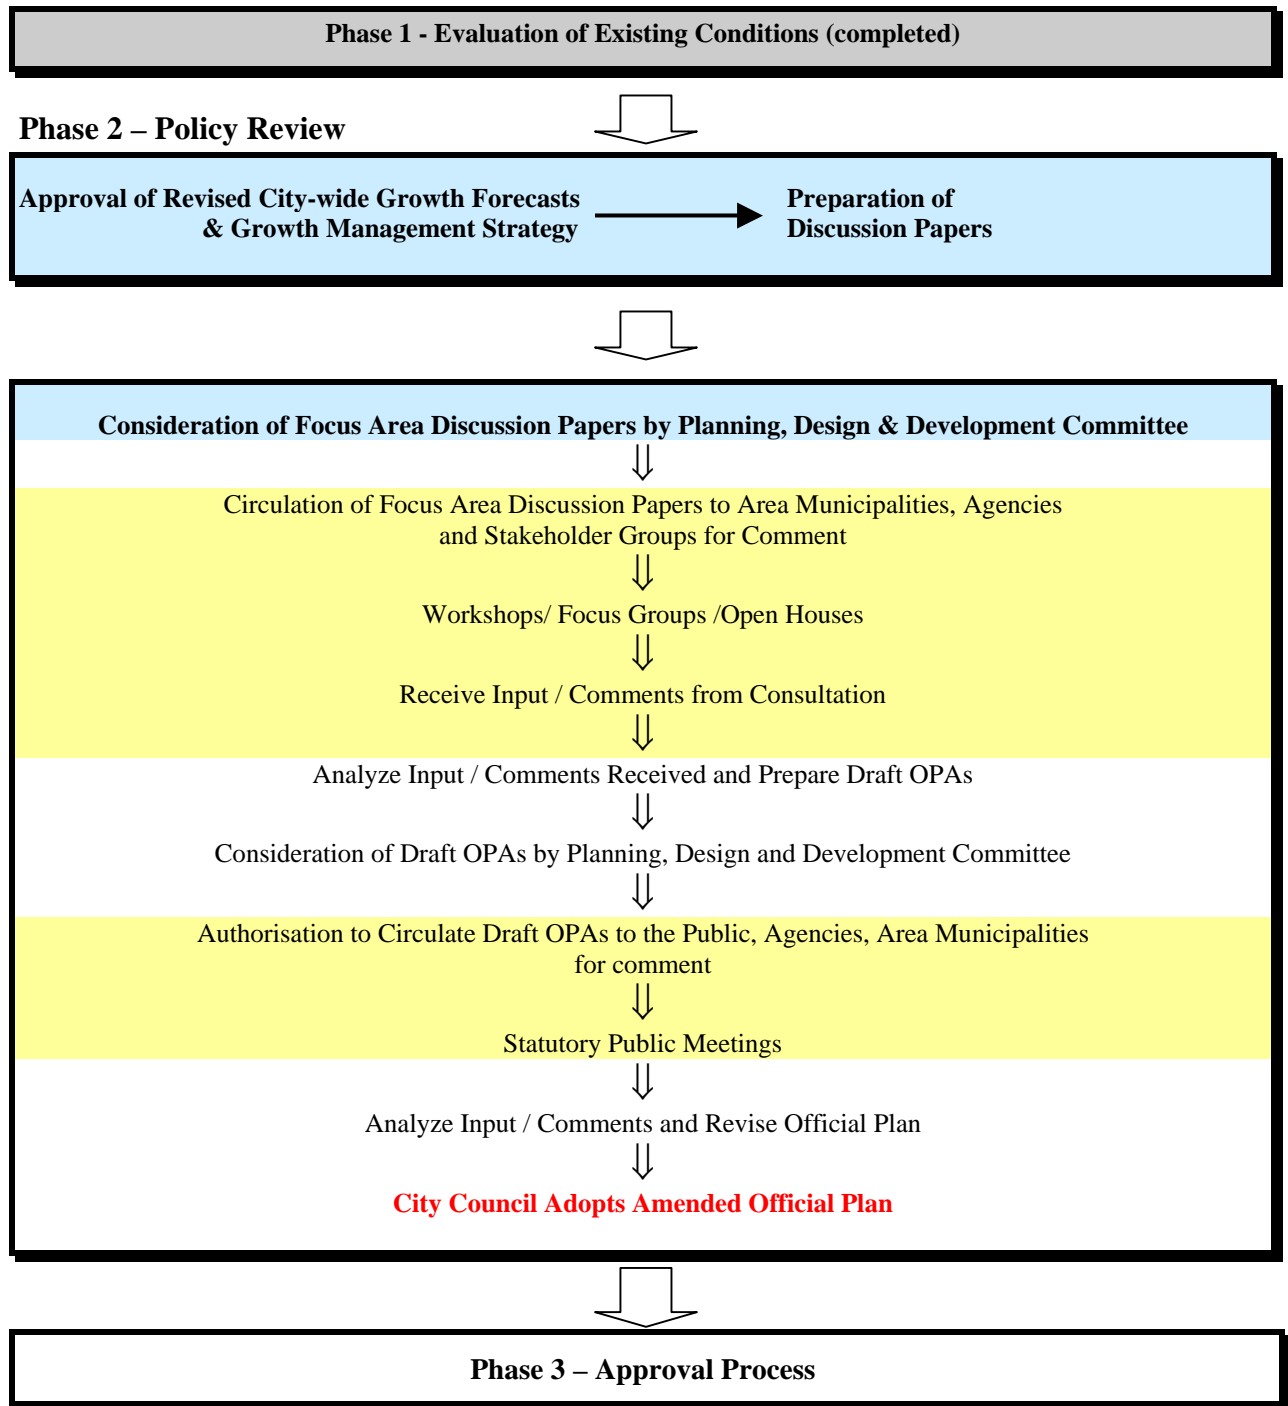 Phase 1 - Evaluation of Existing Conditions (completed)
Phase 2 – Policy Review
Approval of Revised City-wide Growth Forecasts
& Growth Management Strategy
Preparation of
Discussion Papers
Consideration of Focus Area Discussion Papers by Planning, Design & Development Committee
Circulation of Focus Area Discussion Papers to Area Municipalities, Agencies
and Stakeholder Groups for Comment
Workshops/ Focus Groups /Open Houses
Receive Input / Comments from Consultation
Analyze Input / Comments Received and Prepare Draft OPAs
Consideration of Draft OPAs by Planning, Design and Development Committee
Authorisation to Circulate Draft OPAs to the Public, Agencies, Area Municipalities
for comment
Statutory Public Meetings
Analyze Input / Comments and Revise Official Plan
City Council Adopts Amended Official Plan
Phase 3 – Approval Process